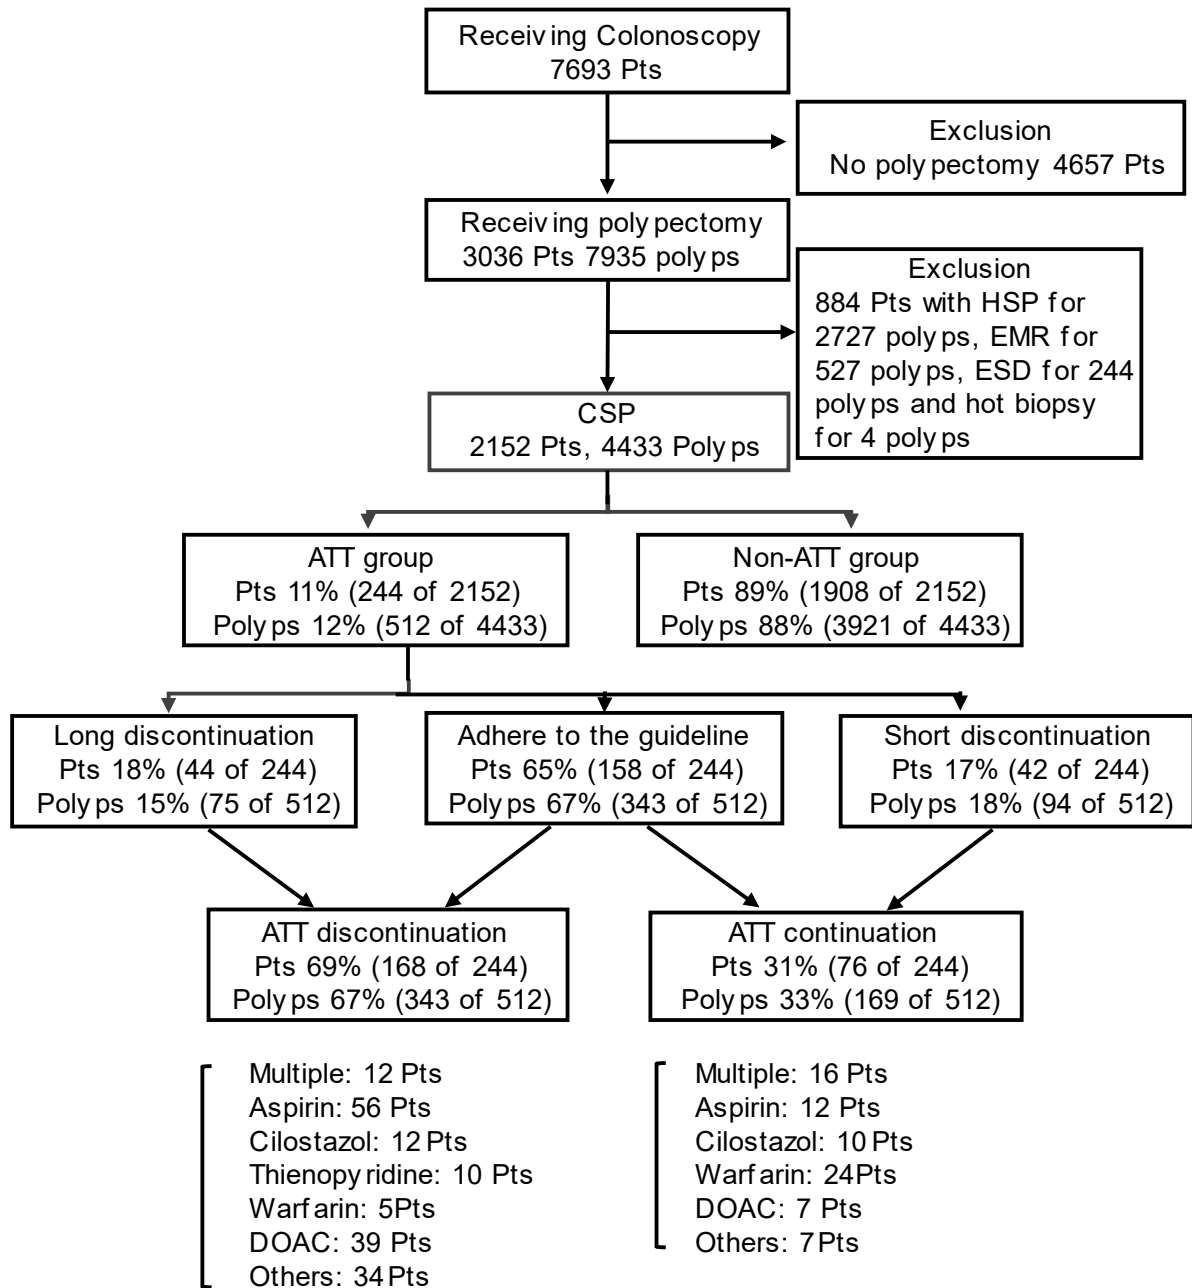 Receiving Colonoscopy
7693 Pts
Exclusion
No polypectomy 4657 Pts
Receiving polypectomy
3036 Pts 7935 polyps
Exclusion
884 Pts with HSP for
2727 polyps, EMR for
527 polyps, ESD for 244
polyps and hot biopsy
for 4 polyps
CSP
2152 Pts, 4433 Polyps
ATT group
Pts 11% (244 of 2152)
Polyps 12% (512 of 4433)
Non-ATT group
Pts 89% (1908 of 2152)
Polyps 88% (3921 of 4433)
Long discontinuation
Pts 18% (44 of 244)
Polyps 15% (75 of 512)
Adhere to the guideline
Pts 65% (158 of 244)
Polyps 67% (343 of 512)
Short discontinuation
Pts 17% (42 of 244)
Polyps 18% (94 of 512)
ATT discontinuation
Pts 69% (168 of 244)
Polyps 67% (343 of 512)
ATT continuation
Pts 31% (76 of 244)
Polyps 33% (169 of 512)
Multiple: 12 Pts
Aspirin: 56 Pts
Cilostazol: 12 Pts
Thienopyridine: 10 Pts
Warfarin: 5Pts
DOAC: 39 Pts
Others: 34 Pts
Multiple: 16 Pts
Aspirin: 12 Pts
Cilostazol: 10 Pts
Warfarin: 24Pts
DOAC: 7 Pts
Others: 7 Pts